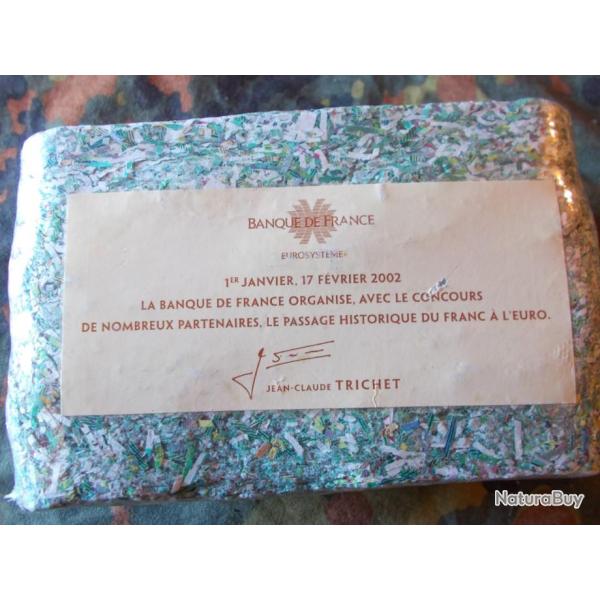 BANQUE DE FRANCE
EUROSYSTEME
1ER JANVIER, 17 FÉVRIER 2002
LA BANQUE DE FRANCE ORGANISE, AVEC LE CONCOURS
DE NOMBREUX PARTENAIRES, LE PASSAGE HISTORIQUE DU FRANC À L'EURO.
JEAN-CLAUDE TRICHET
NaturaBuy